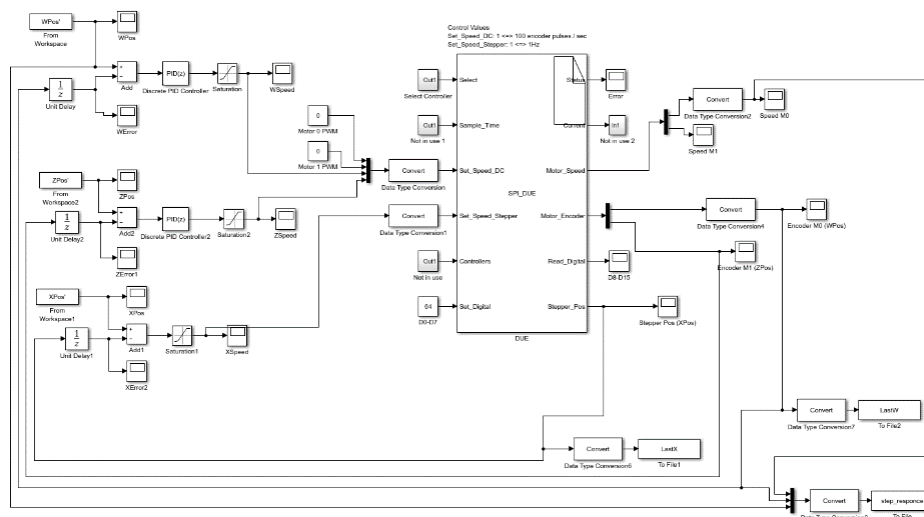 Control Values
Set_Speed_DC: 1 <=> 100 encoder pulses / sec
Set_Speed_Stepper: 1 <=> 1Hz
WPos'
From
Workspace
WPos
1
z
Unit Delay
Add
PID(z)
Discrete PID Controller
Saturation
WSpeed
WError
ZPos'
From
Workspace2
ZPos
1
z
Unit Delay2
Add2
PID(z)
Discrete PID Controller2
Saturation2
ZSpeed
ZError1
XPos'
From
Workspace1
XPos
1
z
Unit Delay1
Add1
Saturation1
XSpeed
XError2
0
Motor 0 PWM
0
Motor 1 PWM
Convert
Data Type Conversion
Convert
Data Type Conversion1
Out1
Select Controller
Out1
Not in use 1
Out1
Not in use
64
D0-D7
Select
Sample_Time
Set_Speed_DC
Set_Speed_Stepper
Controllers
Set_Digital
SPI_DUE
Status
Current
Motor_Speed
Motor_Encoder
Read_Digital
Stepper_Pos
DUE
Error
In1
Not in use 2
Convert
Data Type Conversion2
Speed M0
Speed M1
Convert
Data Type Conversion4
Encoder M0 (WPos)
Encoder M1 (ZPos)
D8-D15
Stepper Pos (XPos)
Convert
Data Type Conversion7
LastW
To File2
Convert
Data Type Conversion6
LastX
To File1
Convert
step_responce
To File